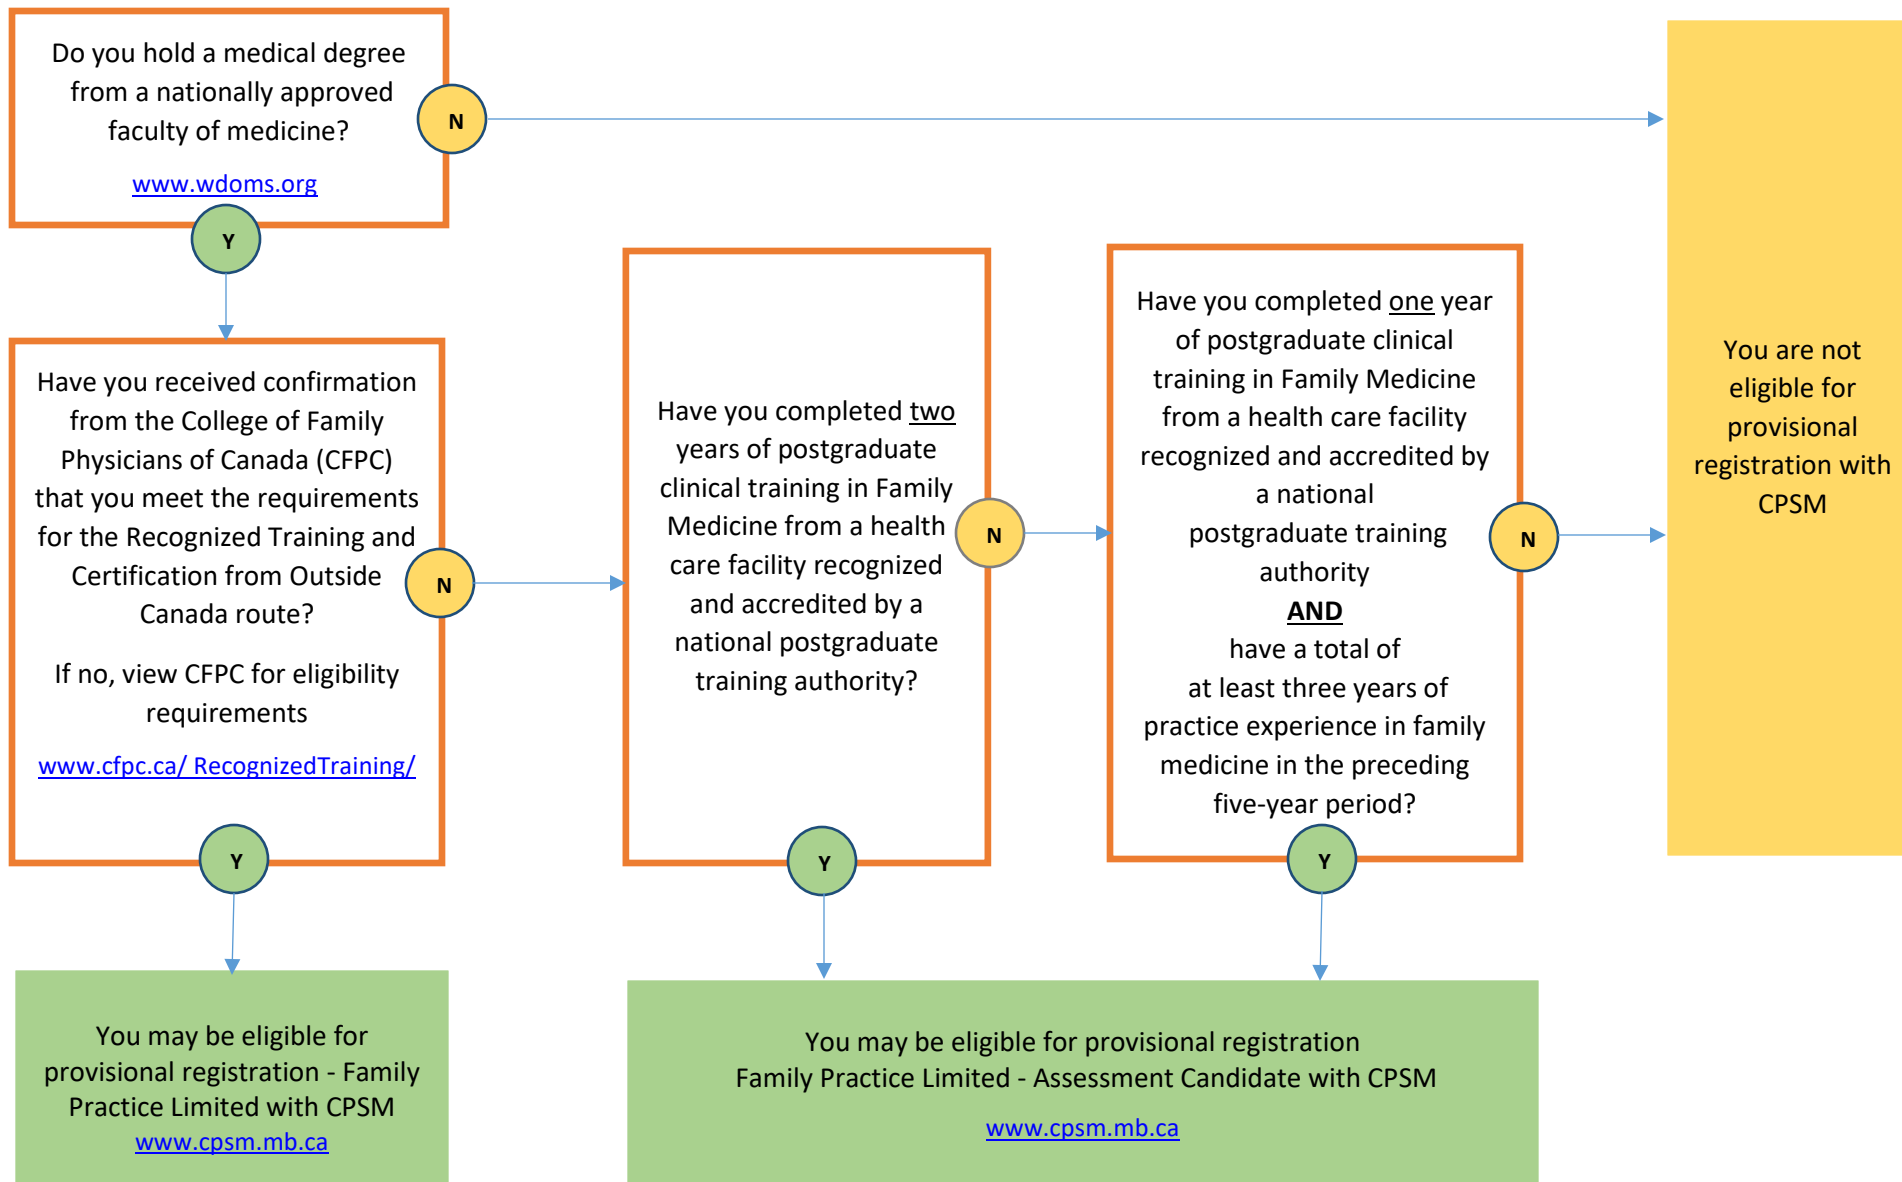 Do you hold a medical degree
from a nationally approved
faculty of medicine?
www.wdoms.org
N
Y
Have you received confirmation
from the College of Family
Physicians of Canada (CFPC)
that you meet the requirements
for the Recognized Training and
Certification from Outside
Canada route?
If no, view CFPC for eligibility
requirements
www.cfpc.ca/ RecognizedTraining/
N
Y
Have you completed two
years of postgraduate
clinical training in Family
Medicine from a health
care facility recognized
and accredited by a
national postgraduate
training authority?
N
Y
Have you completed one year
of postgraduate clinical
training in Family Medicine
from a health care facility
recognized and accredited by
a national
postgraduate training
authority
AND
have a total of
at least three years of
practice experience in family
medicine in the preceding
five-year period?
N
Y
You are not
eligible for
provisional
registration with
CPSM
You may be eligible for
provisional registration - Family
Practice Limited with CPSM
www.cpsm.mb.ca
You may be eligible for provisional registration
Family Practice Limited - Assessment Candidate with CPSM
www.cpsm.mb.ca